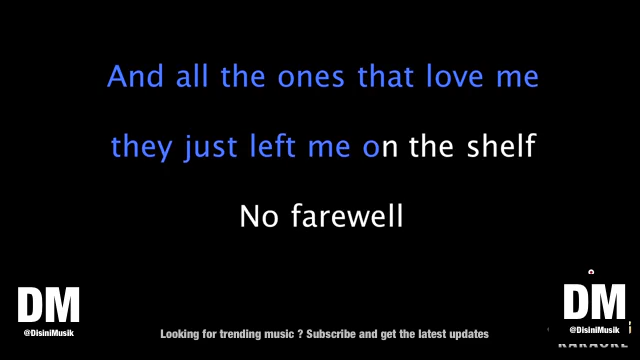 And all the ones that love me
they just left me on the shelf
No farewell
DM
@DisiniMusik
Looking for trending music ? Subscribe and get the latest updates
DM
@DisiniMusik
KARAOKE